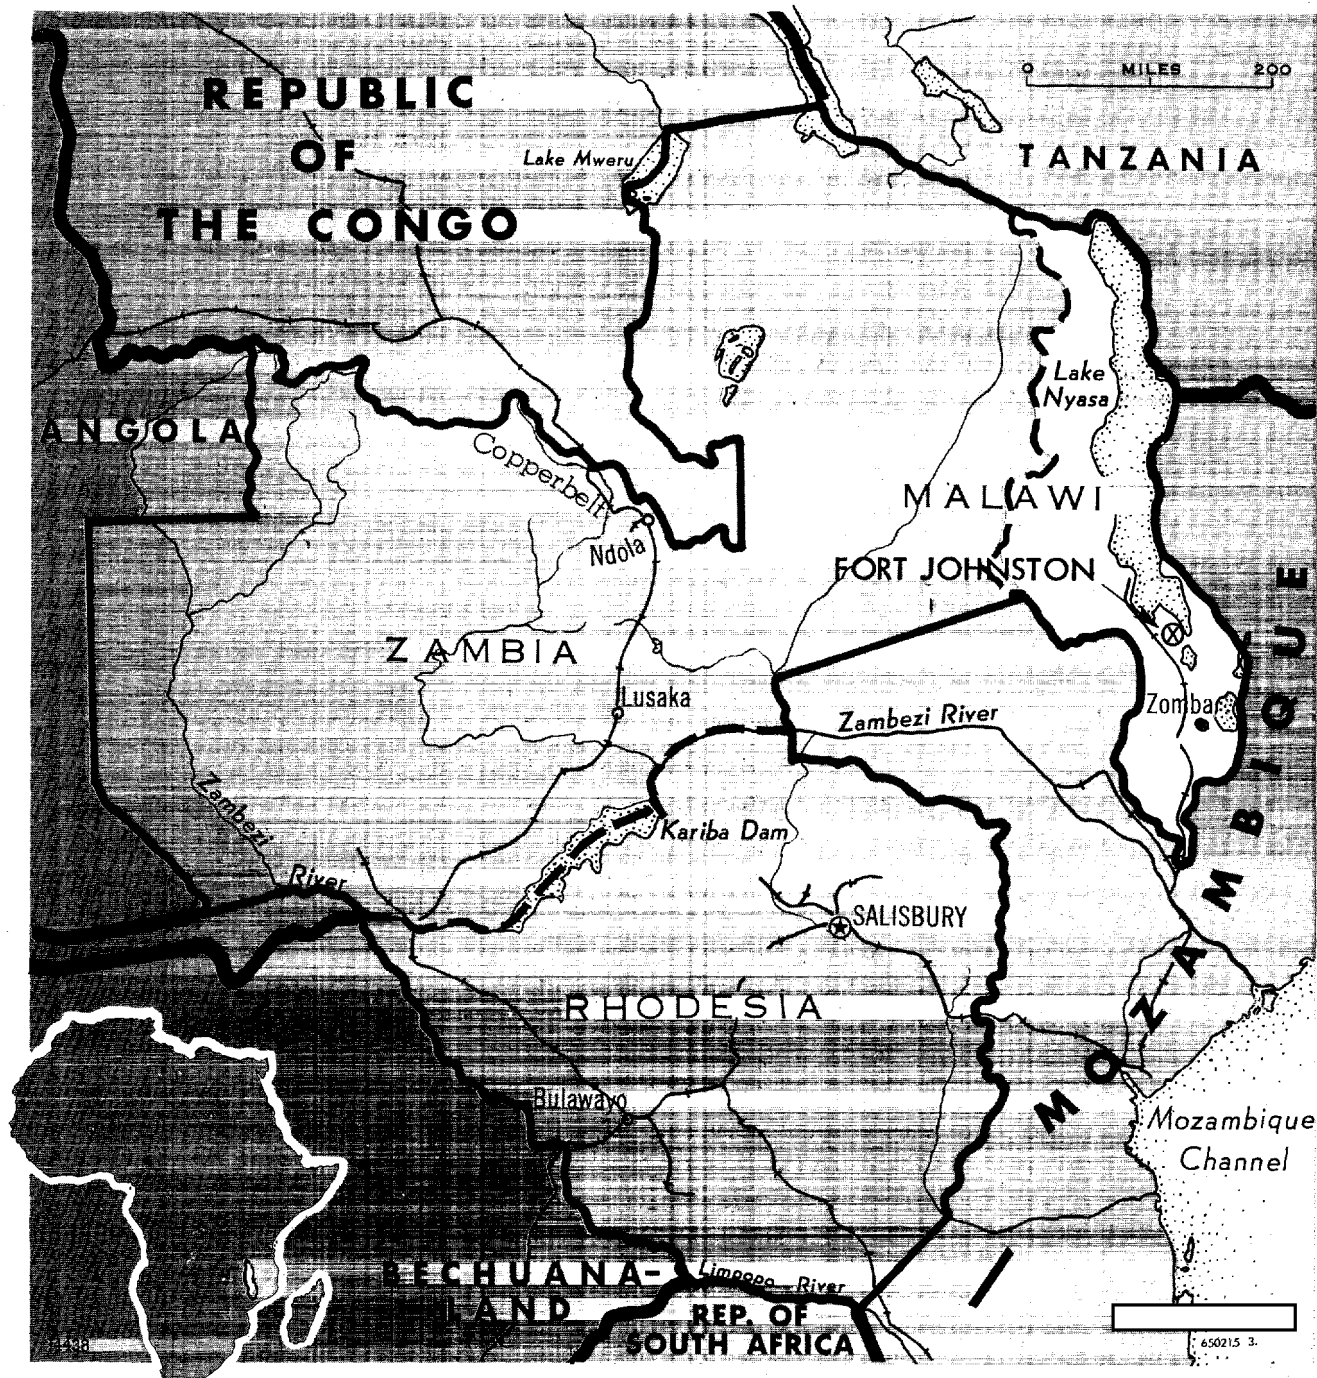 REPUBLIC
OF
THE CONGO
Lake Mweru
0 MILES 200
TANZANIA
ANGOLA
Copperbelt
Ndola
Lake
Nyasa
MALAWI
FORT JOHNSTON
ZAMBIA
Lusaka
Zambezi River
Zomba
MOZAMBIQUE
Zambezi
River
Kariba Dam
SALISBURY
RHODESIA
Bulawayo
Mozambique
Channel
BECHUANA-
LAND
Limpopo River
REP. OF
SOUTH AFRICA
650215 3.